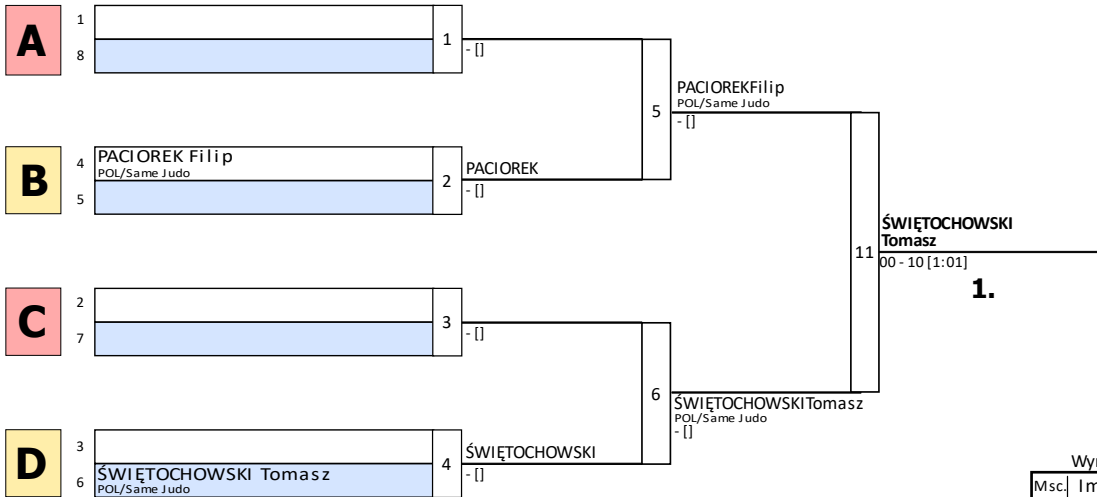 A
1
8
1
- []
B
4
PACIOREK Filip
POL/Same Judo
5
2
PACIOREK
- []
5
PACIOREKFilip
POL/Same Judo
- []
C
2
7
3
- []
D
3
6
ŚWIĘTOCHOWSKI Tomasz
POL/Same Judo
4
ŚWIĘTOCHOWSKI
- []
6
ŚWIĘTOCHOWSKITomasz
POL/Same Judo
- []
11
ŚWIĘTOCHOWSKI
Tomasz
00 - 10 [1:01]
1.
Wyn
Msc. Im